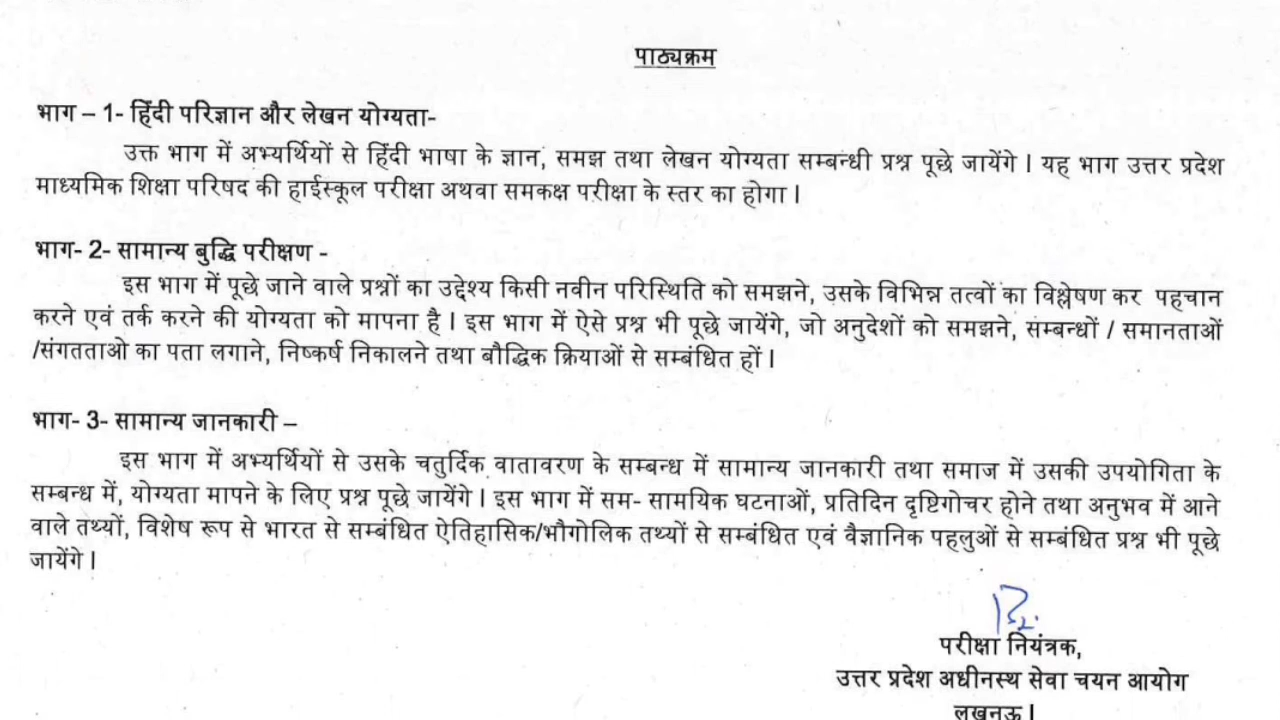 पाठ्यक्रम
भाग – 1- हिंदी परिज्ञान और लेखन योग्यता-
उक्त भाग में अभ्यर्थियों से हिंदी भाषा के ज्ञान, समझ तथा लेखन योग्यता सम्बन्धी प्रश्न पूछे जायेंगे । यह भाग उत्तर प्रदेश
माध्यमिक शिक्षा परिषद की हाईस्कूल परीक्षा अथवा समकक्ष परीक्षा के स्तर का होगा ।
भाग- 2- सामान्य बुद्धि परीक्षण -
इस भाग में पूछे जाने वाले प्रश्नों का उद्देश्य किसी नवीन परिस्थिति को समझने, उसके विभिन्न तत्वों का विश्लेषण कर पहचान
करने एवं तर्क करने की योग्यता को मापना है । इस भाग में ऐसे प्रश्न भी पूछे जायेंगे, जो अनुदेशों को समझने, सम्बन्धों / समानताओं
/संगतताओ का पता लगाने, निष्कर्ष निकालने तथा बौद्धिक क्रियाओं से सम्बंधित हों ।
भाग- 3- सामान्य जानकारी –
इस भाग में अभ्यर्थियों से उसके चतुर्दिक वातावरण के सम्बन्ध में सामान्य जानकारी तथा समाज में उसकी उपयोगिता के
सम्बन्ध में, योग्यता मापने के लिए प्रश्न पूछे जायेंगे । इस भाग में सम- सामयिक घटनाओं, प्रतिदिन दृष्टिगोचर होने तथा अनुभव में आने
वाले तथ्यों, विशेष रूप से भारत से सम्बंधित ऐतिहासिक/भौगोलिक तथ्यों से सम्बंधित एवं वैज्ञानिक पहलुओं से सम्बंधित प्रश्न भी पूछे
जायेंगे ।
परीक्षा नियंत्रक,
उत्तर प्रदेश अधीनस्थ सेवा चयन आयोग
लखनऊ ।